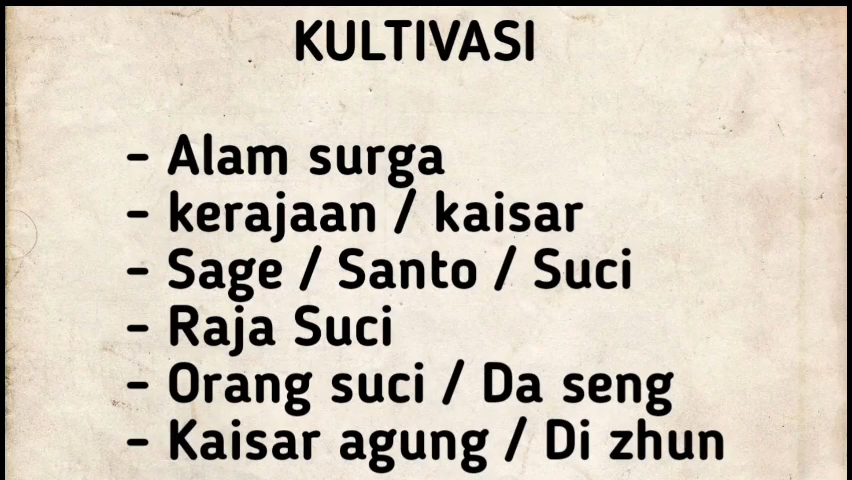 KULTIVASI
- Alam surga
- kerajaan / kaisar
- Sage / Santo / Suci
- Raja Suci
- Orang suci / Da seng
- Kaisar agung / Di zhun